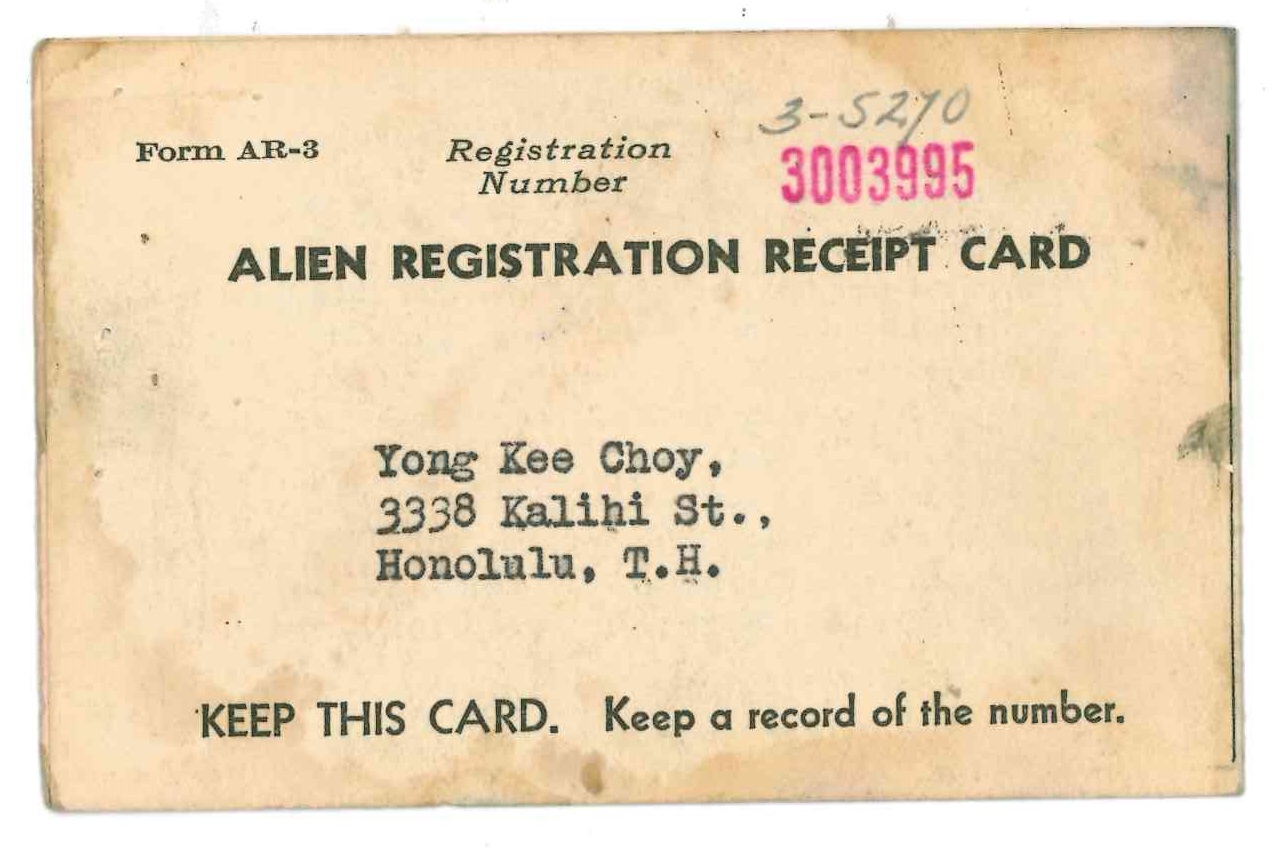 3-5270
Form AR-3 Registration Number 3003995
ALIEN REGISTRATION RECEIPT CARD
Yong Kee Choy,
3338 Kalihi St.,
Honolulu, T.H.
KEEP THIS CARD. Keep a record of the number.